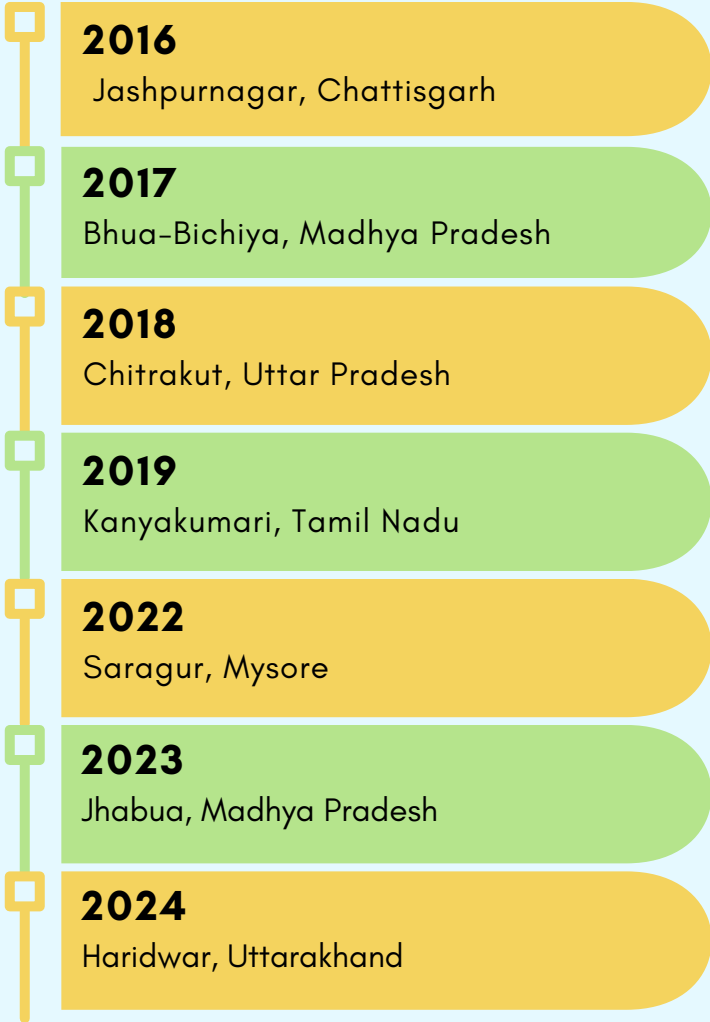 2016
Jashpurnagar, Chattisgarh
2017
Bhua-Bichiya, Madhya Pradesh
2018
Chitrakut, Uttar Pradesh
2019
Kanyakumari, Tamil Nadu
2022
Saragur, Mysore
2023
Jhabua, Madhya Pradesh
2024
Haridwar, Uttarakhand